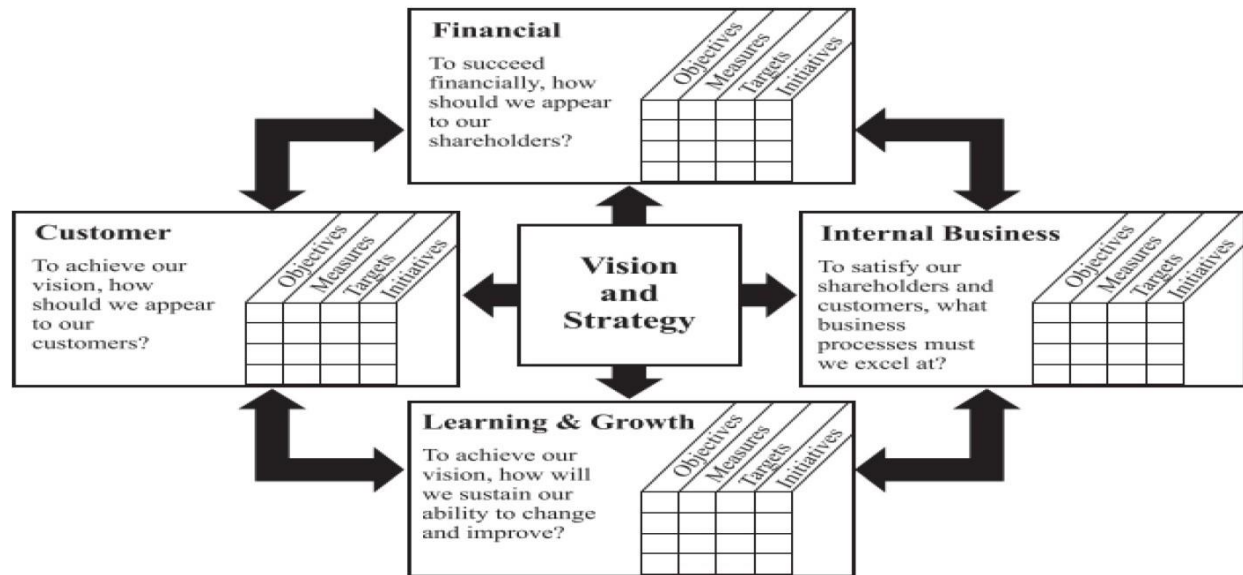 Financial
To succeed
financially, how
should we appear
to our
shareholders?
Objectives
Measures
Targets
Initiatives
Customer
To achieve our
vision, how
should we appear
to our
customers?
Objectives
Measures
Targets
Initiatives
Vision
and
Strategy
Internal Business
To satisfy our
shareholders and
customers, what
business
processes must
we excel at?
Objectives
Measures
Targets
Initiatives
Learning & Growth
To achieve our
vision, how will
we sustain our
ability to change
and improve?
Objectives
Measures
Targets
Initiatives